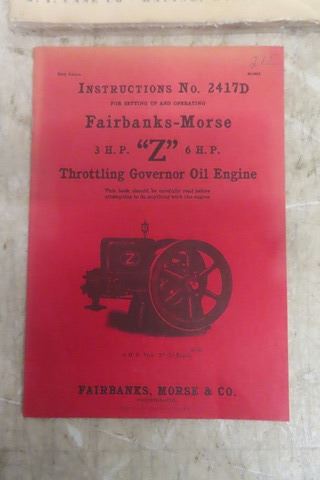 INSTRUCTIONS NO. 2417D
FOR SETTING UP AND OPERATING
Fairbanks-Morse
3 H.P. "Z" 6 H.P.
Throttling Governor Oil Engine
This book should be carefully read before
attempting to do anything with the engine
Z
FAIRBANKS, MORSE & CO.